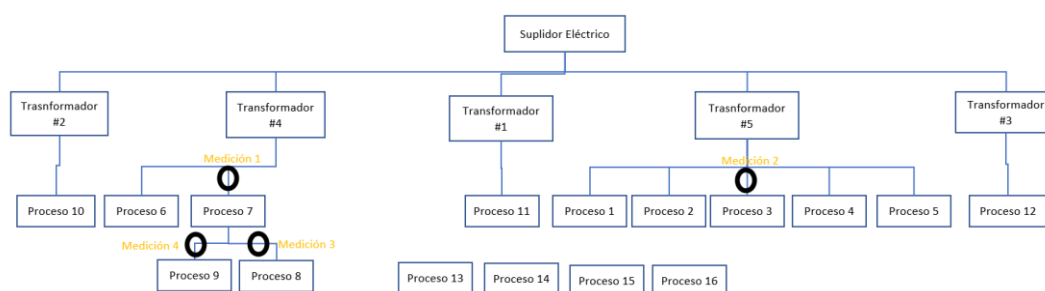 Suplidor Eléctrico
Trasnformador
#2
Transformador
#4
Transformador
#1
Trasnformador
#5
Transformador
#3
Medición 1
Medición 2
Proceso 10
Proceso 6
Proceso 7
Proceso 11
Proceso 1
Proceso 2
Proceso 3
Proceso 4
Proceso 5
Proceso 12
Medición 4
Medición 3
Proceso 9
Proceso 8
Proceso 13
Proceso 14
Proceso 15
Proceso 16